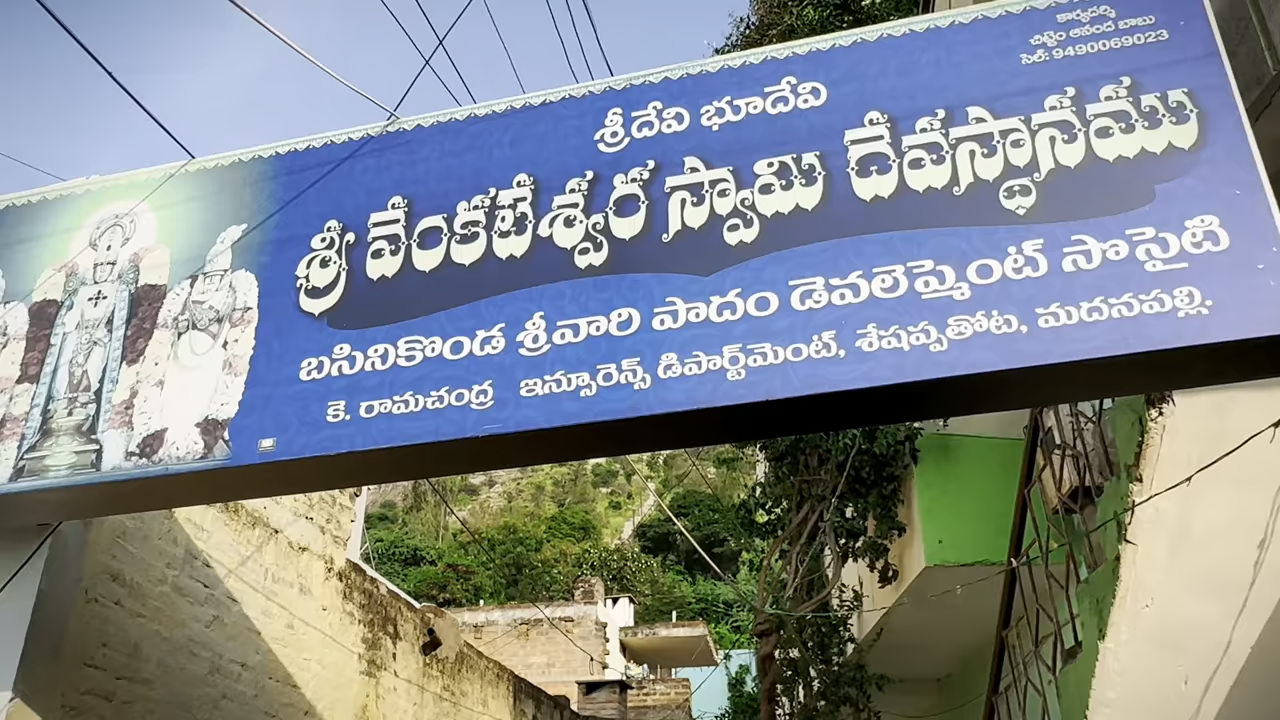 కార్యదర్శి
చిట్టెం ఆనంద బాబు
సెల్: 9490069023
శ్రీదేవి భూదేవి
శ్రీ వేంకటేశ్వర స్వామి దేవస్థానము
బసినికొండ శ్రీవారి పాదం డెవలెప్మెంట్ సొసైటి
కె. రామచంద్ర ఇన్సూరెన్స్ డిపార్ట్‌మెంట్, శేషప్పతోట, మదనపల్లి.